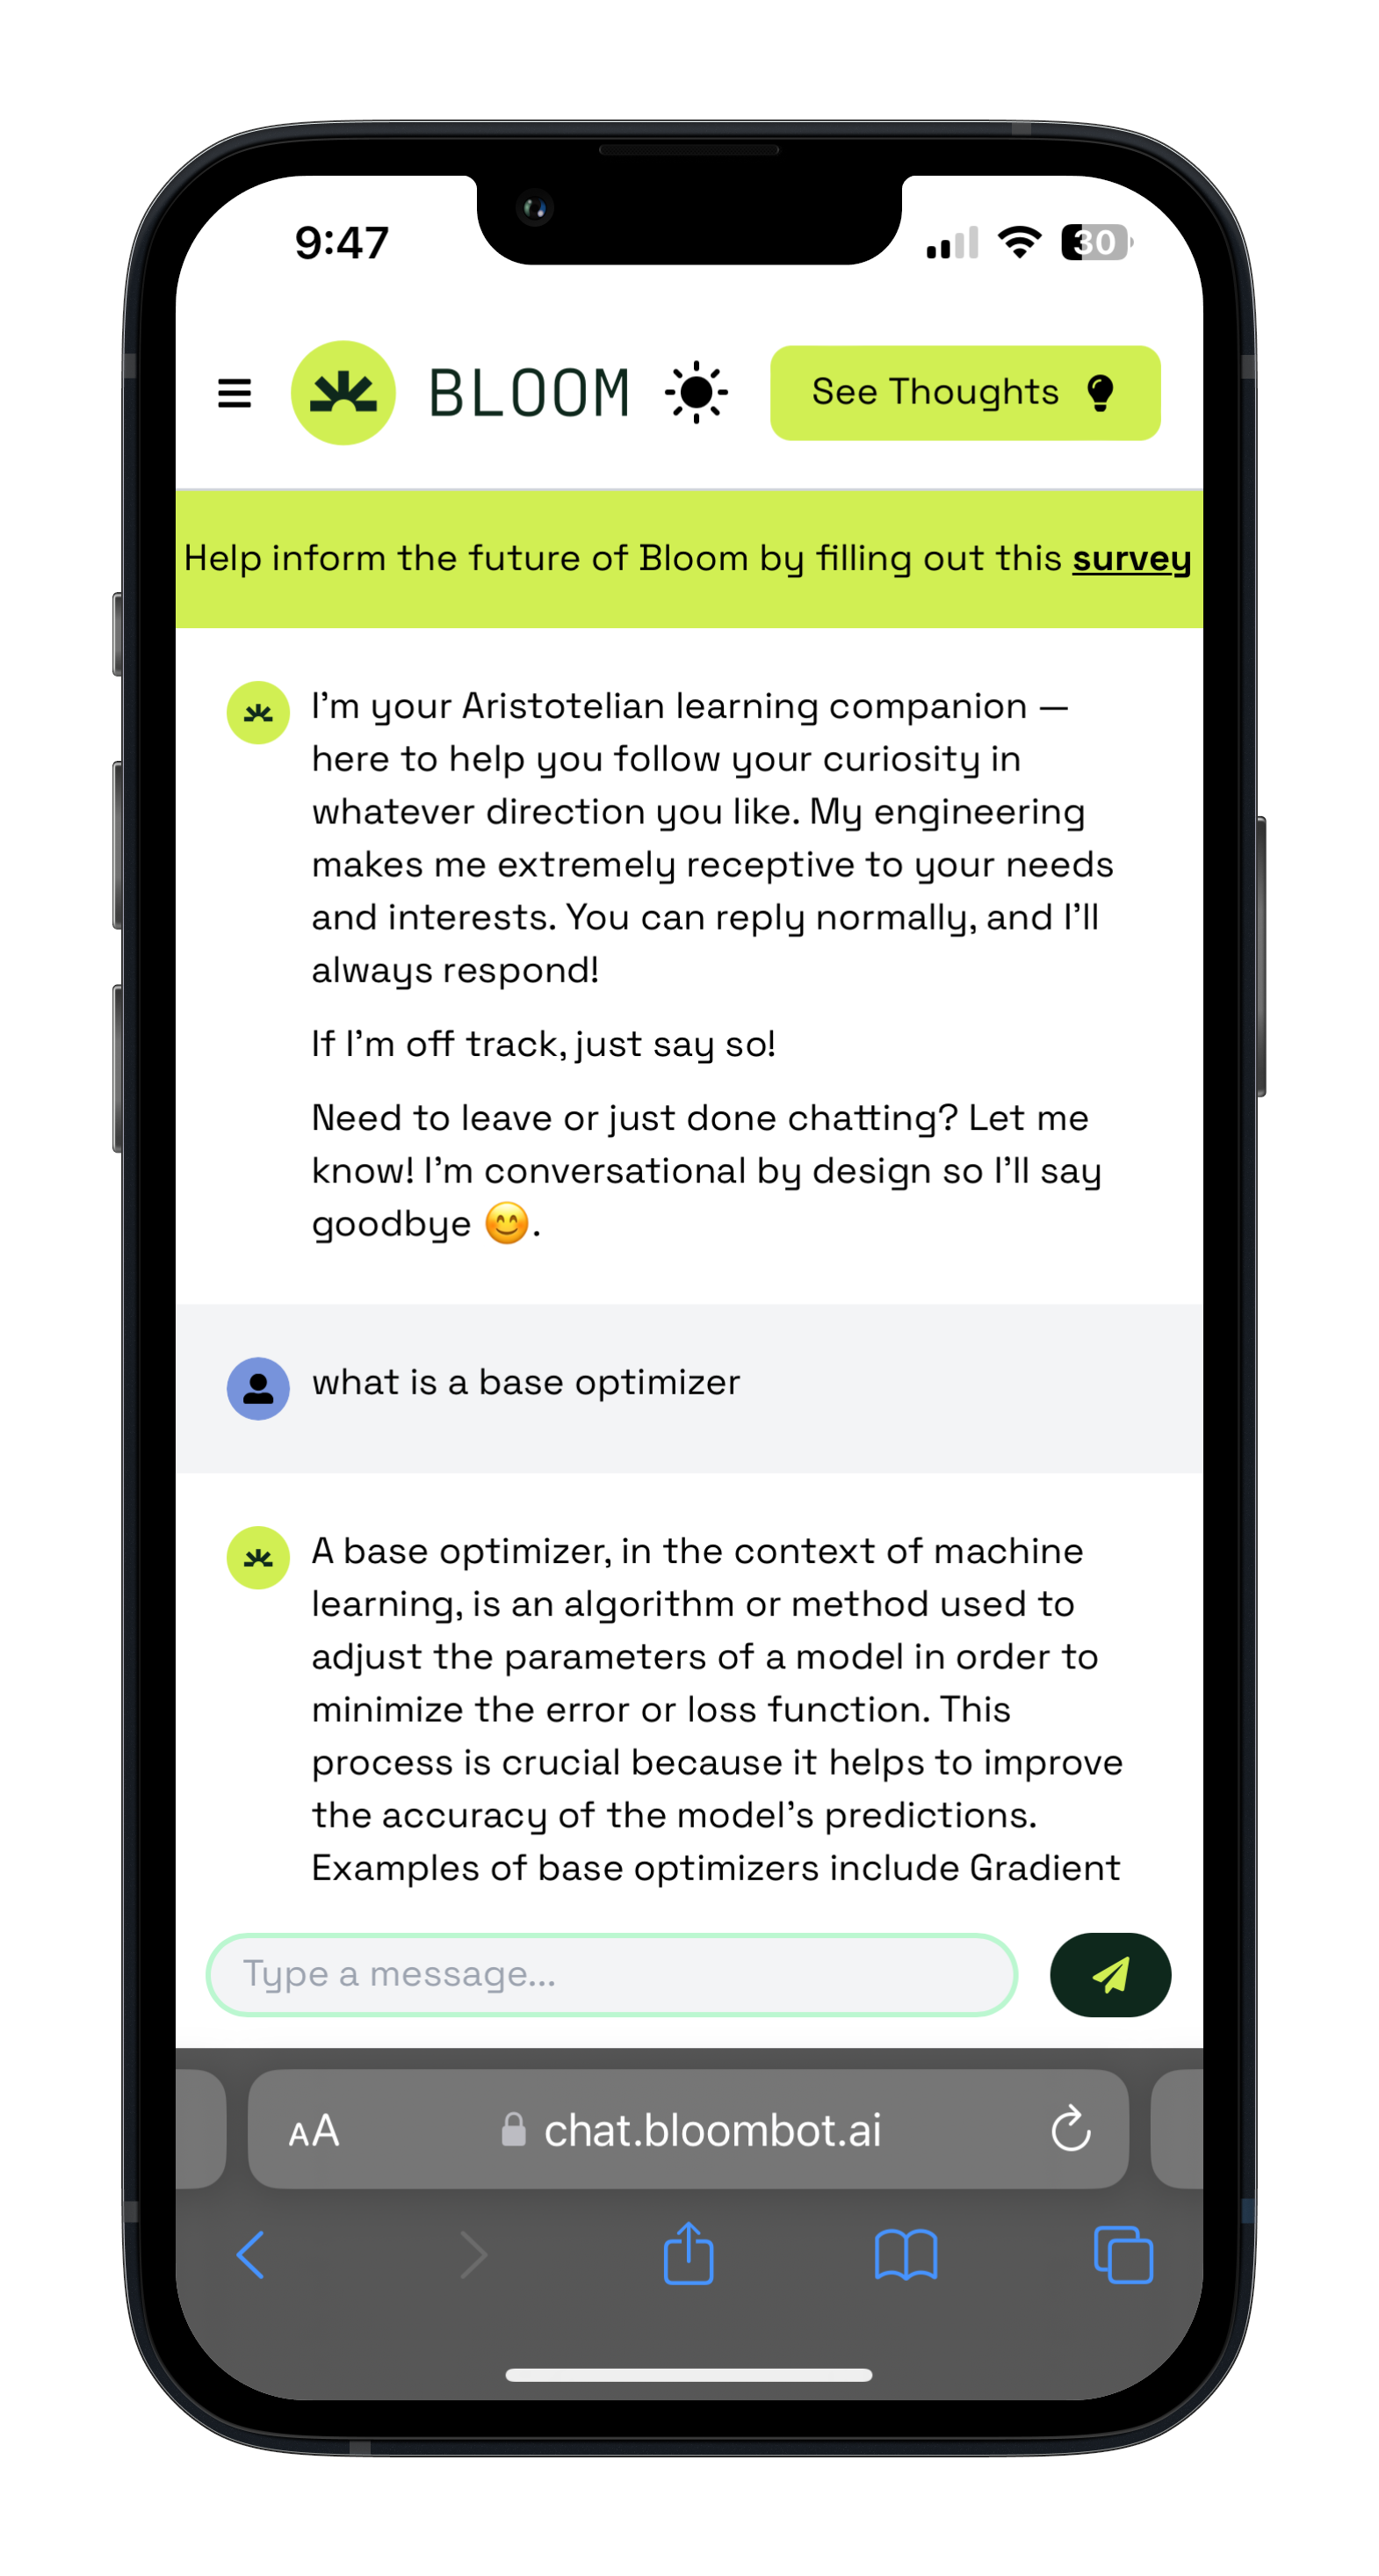 9:47
30
BLOOM
See Thoughts
Help inform the future of Bloom by filling out this survey
I'm your Aristotelian learning companion —
here to help you follow your curiosity in
whatever direction you like. My engineering
makes me extremely receptive to your needs
and interests. You can reply normally, and I'll
always respond!
If I'm off track, just say so!
Need to leave or just done chatting? Let me
know! I'm conversational by design so I'll say
goodbye 😊.
what is a base optimizer
A base optimizer, in the context of machine
learning, is an algorithm or method used to
adjust the parameters of a model in order to
minimize the error or loss function. This
process is crucial because it helps to improve
the accuracy of the model's predictions.
Examples of base optimizers include Gradient
Type a message...
AA
chat.bloombot.ai